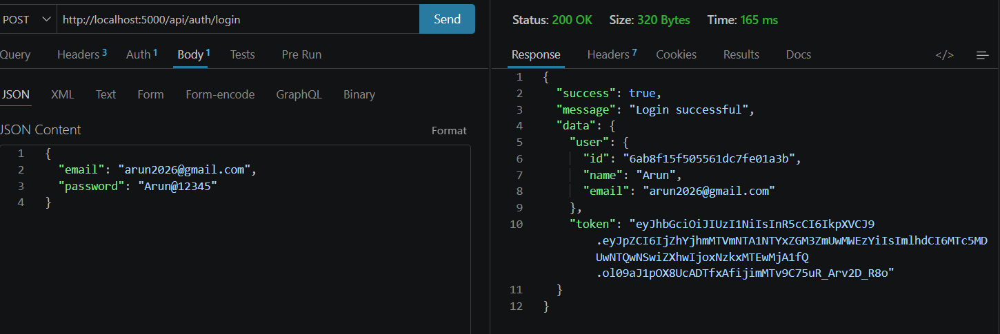 POST http://localhost:5000/api/auth/login Send
Query Headers 3 Auth 1 Body 1 Tests Pre Run
JSON XML Text Form Form-encode GraphQL Binary
JSON Content Format
1 {
2 "email": "arun2026@gmail.com",
3 "password": "Arun@12345"
4 }
Status: 200 OK Size: 320 Bytes Time: 165 ms
Response Headers 7 Cookies Results Docs </>
1 {
2 "success": true,
3 "message": "Login successful",
4 "data": {
5 "user": {
6 "id": "6ab8f15f505561dc7fe01a3b",
7 "name": "Arun",
8 "email": "arun2026@gmail.com"
9 },
10 "token": "eyJhbGciOiJIUzI1NiIsInR5cCI6IkpXVCJ9
.eyJpZCI6IjZhYjhmMTVmNTA1NTYxZGM3ZmUwMWEzYiIsImlhdCI6MTc5MD
UwNTQwNSwiZXhwIjoxNzkxMTEwMjA1fQ
.ol09aJ1pOX8UcADTfxAfijimMTv9C75uR_Arv2D_R8o"
11 }
12 }